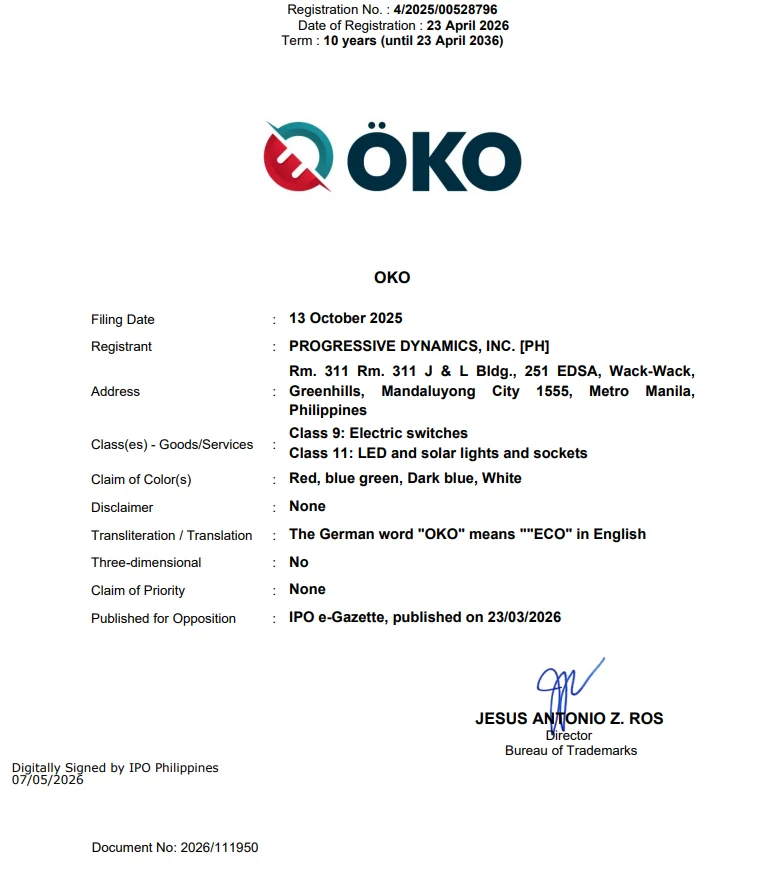 Registration No. : 4/2025/00528796
Date of Registration : 23 April 2026
Term : 10 years (until 23 April 2036)
ÖKO
OKO
Filing Date : 13 October 2025
Registrant : PROGRESSIVE DYNAMICS, INC. [PH]
Address : Rm. 311 Rm. 311 J & L Bldg., 251 EDSA, Wack-Wack,
Greenhills, Mandaluyong City 1555, Metro Manila,
Philippines
Class(es) - Goods/Services : Class 9: Electric switches
Class 11: LED and solar lights and sockets
Claim of Color(s) : Red, blue green, Dark blue, White
Disclaimer : None
Transliteration / Translation : The German word "OKO" means ""ECO" in English
Three-dimensional : No
Claim of Priority : None
Published for Opposition : IPO e-Gazette, published on 23/03/2026
JESUS ANTONIO Z. ROS
Director
Bureau of Trademarks
Digitally Signed by IPO Philippines
07/05/2026
Document No: 2026/111950